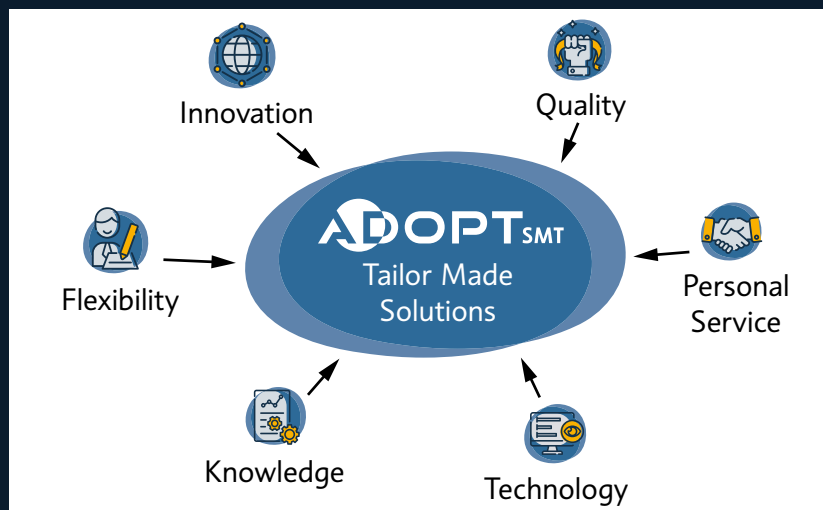 Innovation
Quality
ADOPT SMT
Tailor Made
Solutions
Flexibility
Personal
Service
Knowledge
Technology